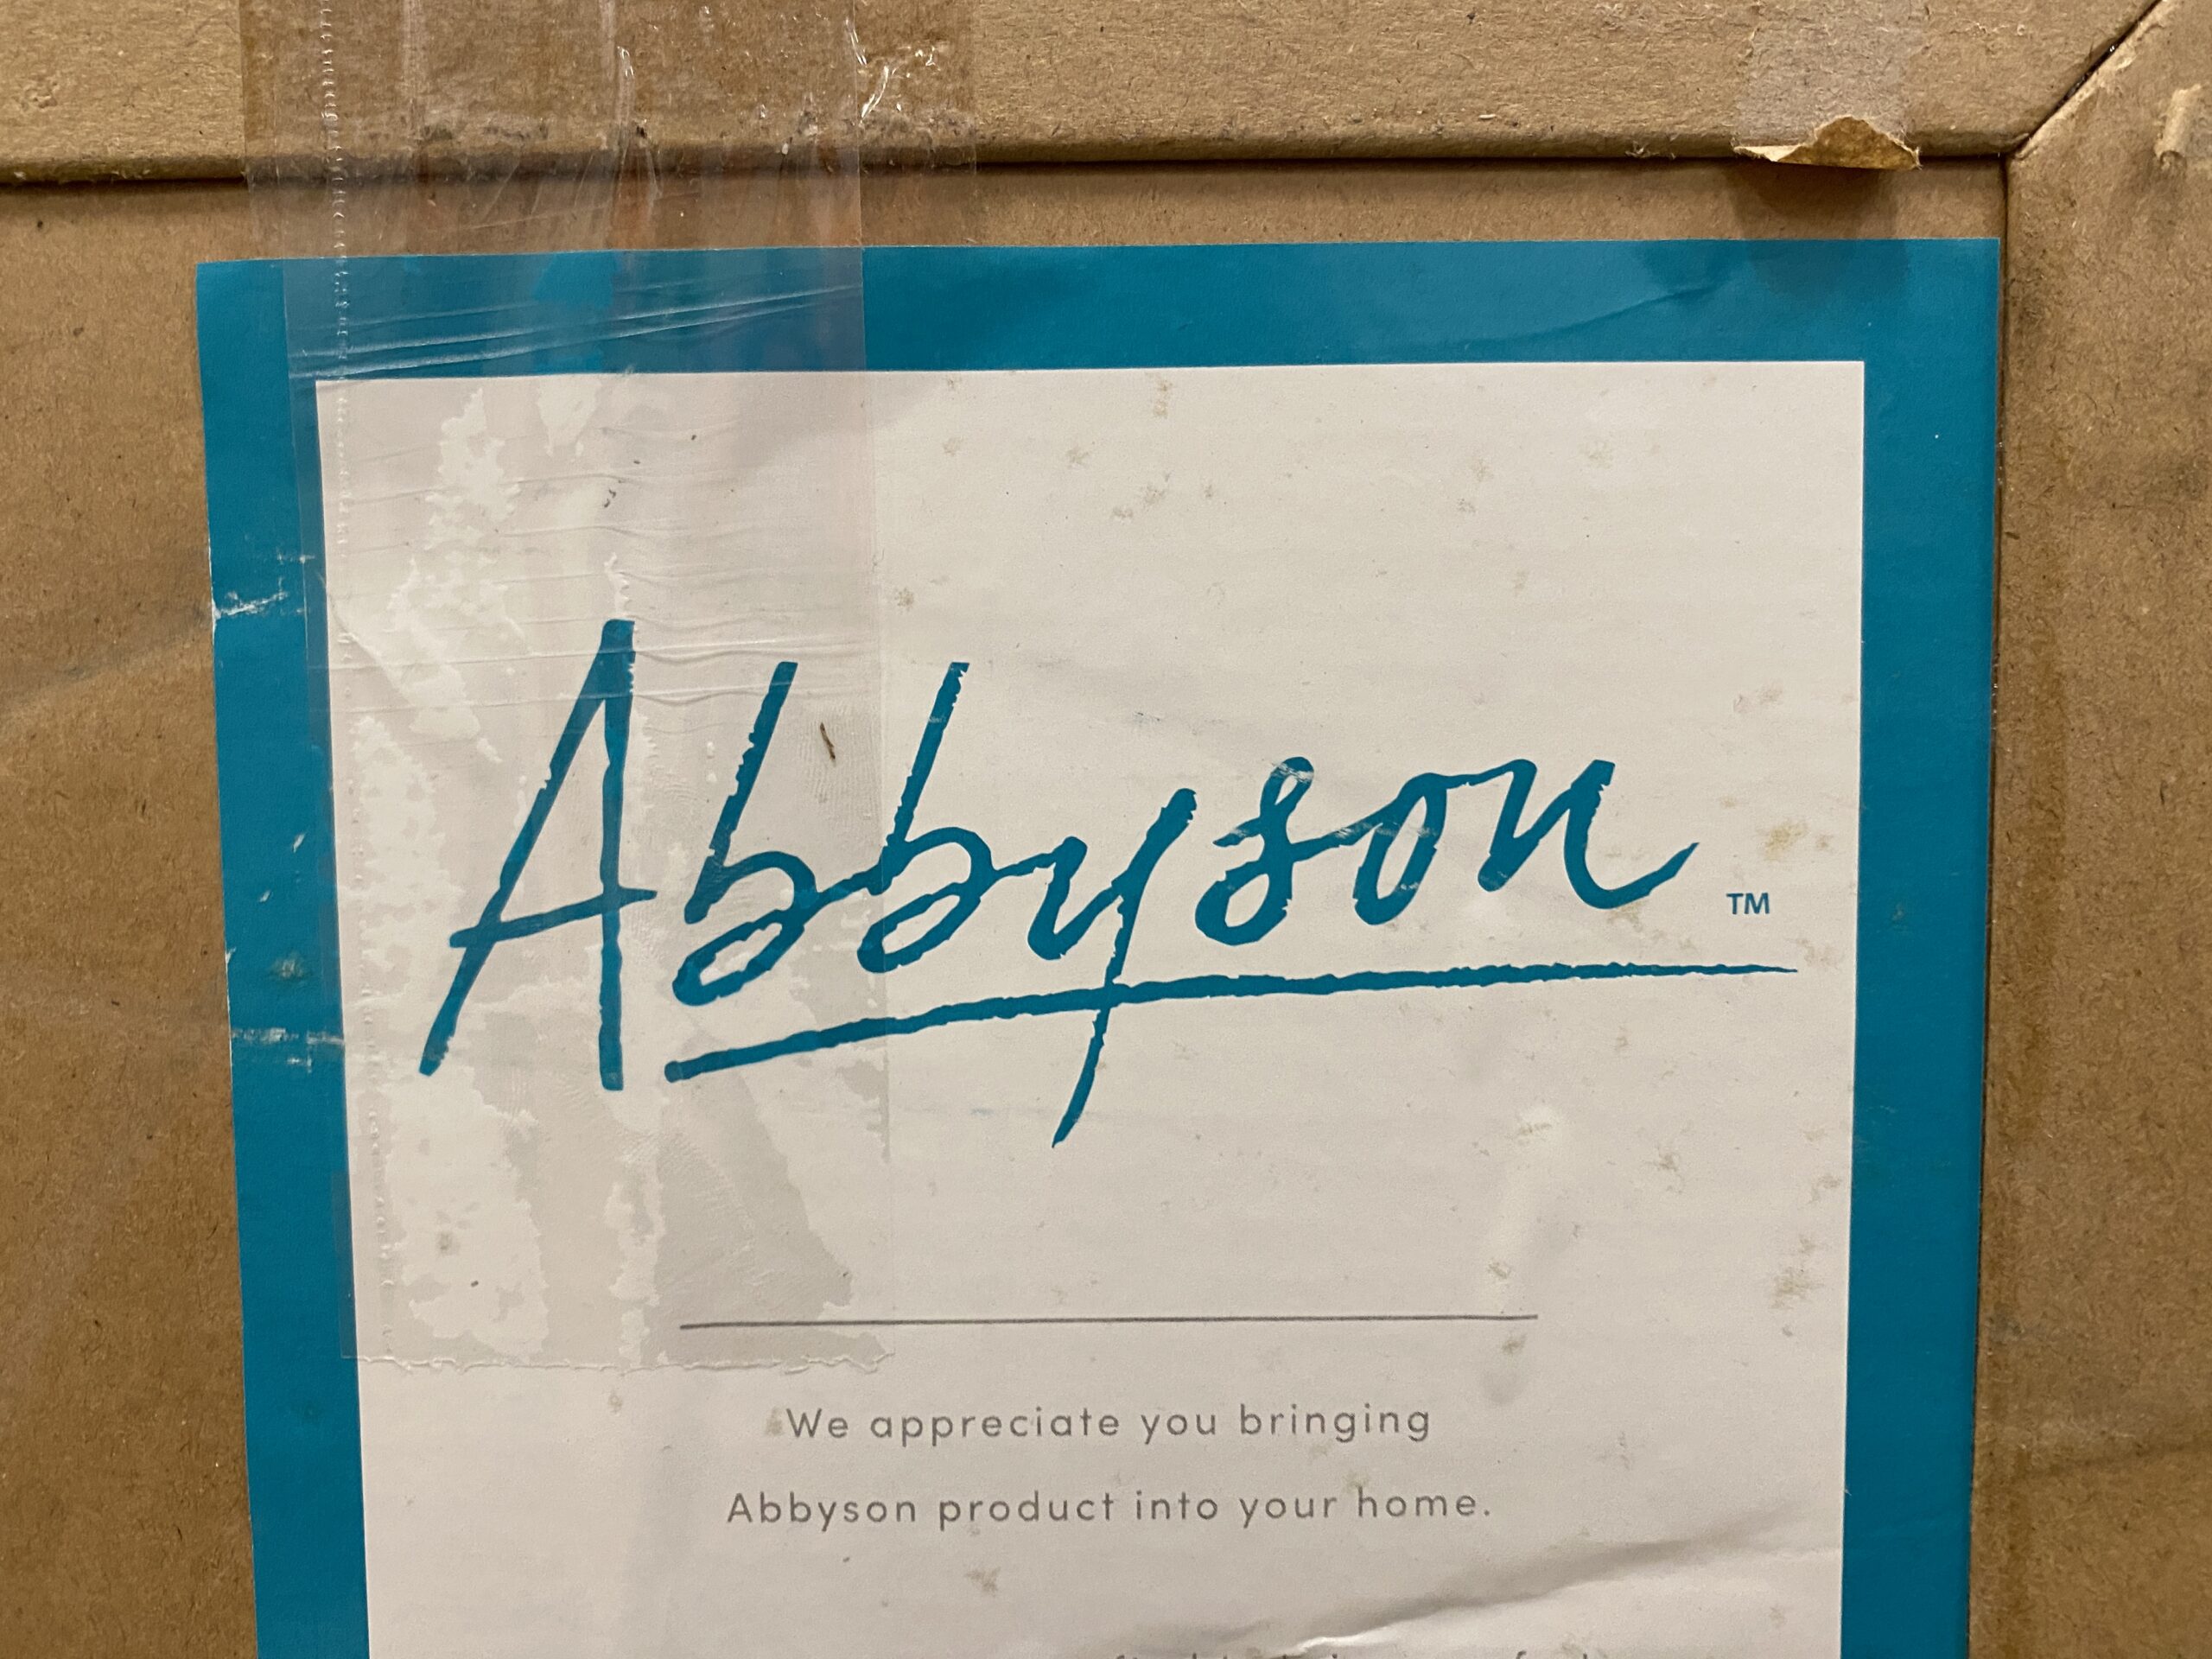 Abbyson
TM
We appreciate you bringing
Abbyson product into your home.